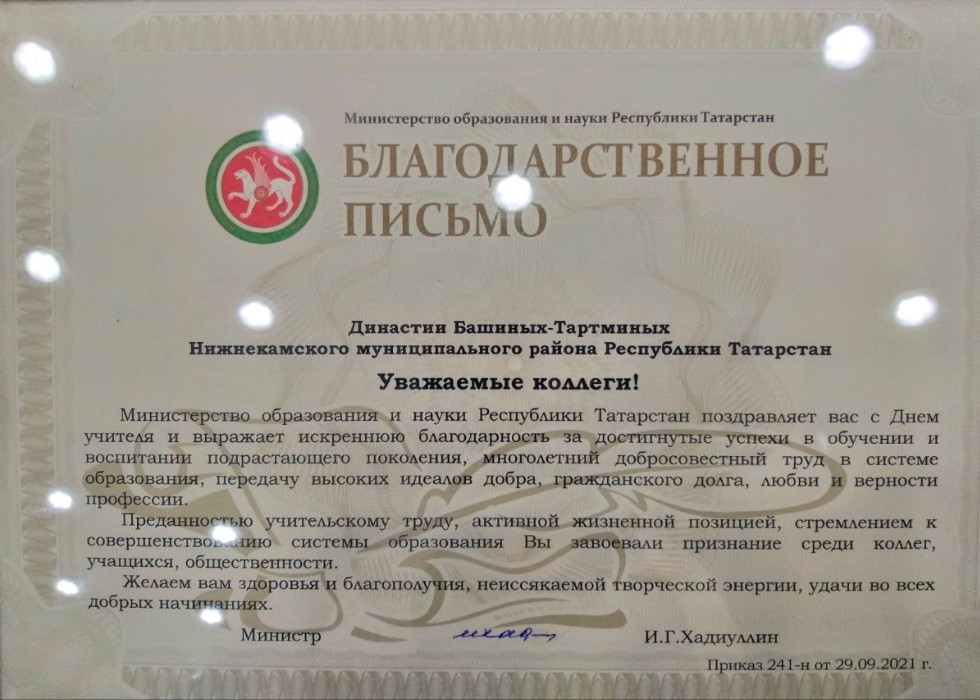 Министерство образования и науки Республики Татарстан
БЛАГОДАРСТВЕННОЕ
ПИСЬМО
Династии Башиных-Тартминых
Нижнекамского муниципального района Республики Татарстан
Уважаемые коллеги!
Министерство образования и науки Республики Татарстан поздравляет вас с Днем
учителя и выражает искреннюю благодарность за достигнутые успехи в обучении и
воспитании подрастающего поколения, многолетний добросовестный труд в системе
образования, передачу высоких идеалов добра, гражданского долга, любви и верности
профессии.
Преданностью учительскому труду, активной жизненной позицией, стремлением к
совершенствованию системы образования Вы завоевали признание среди коллег,
учащихся, общественности.
Желаем вам здоровья и благополучия, неиссякаемой творческой энергии, удачи во всех
добрых начинаниях.
Министр И.Г.Хадиуллин
Приказ 241-н от 29.09.2021 г.